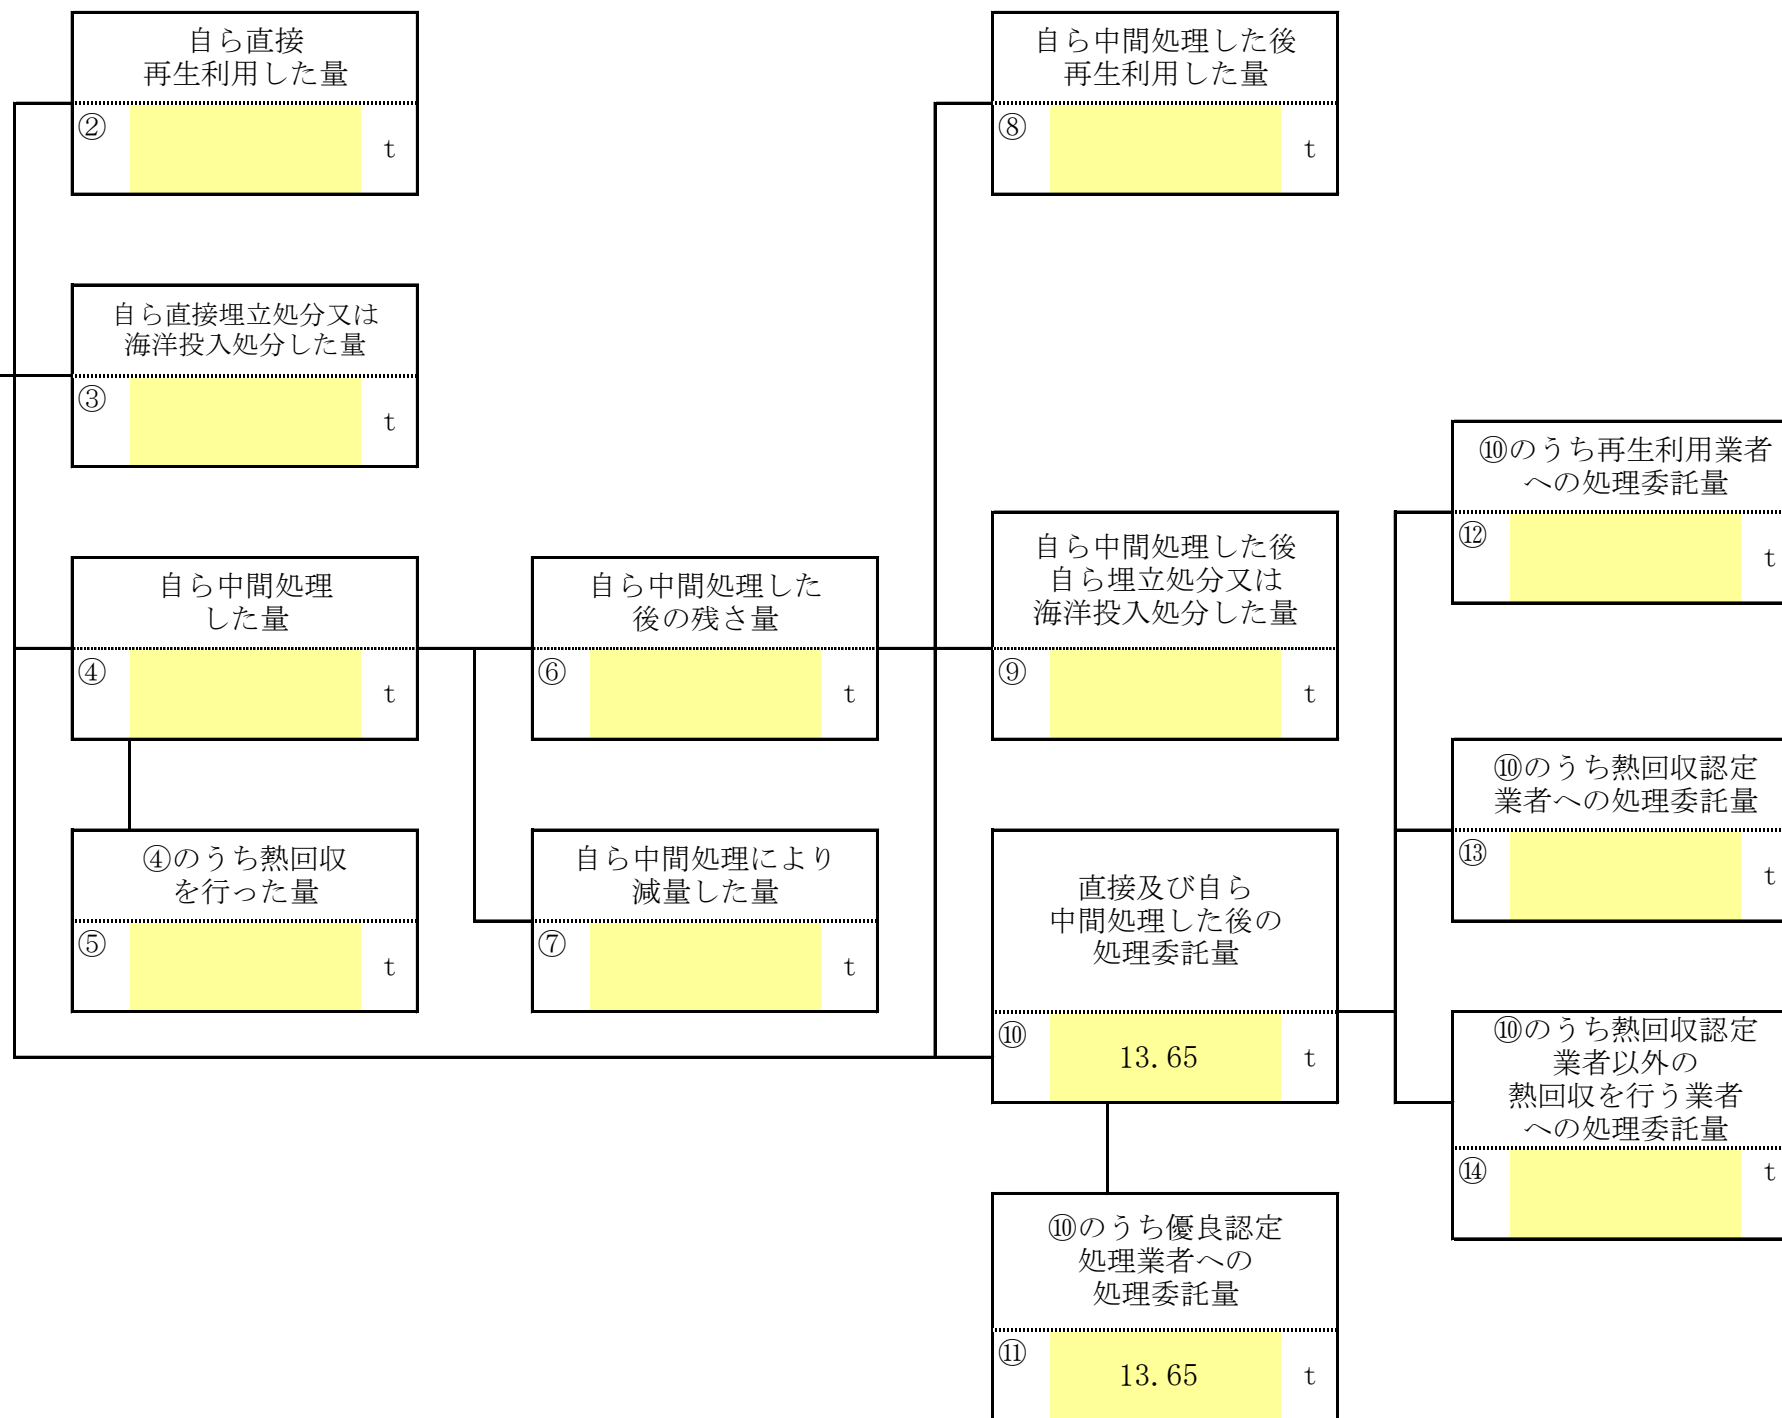 自ら直接
再生利用した量
②
t
自ら中間処理した後
再生利用した量
⑧
t
自ら直接埋立処分又は
海洋投入処分した量
③
t
⑩のうち再生利用業者
への処理委託量
⑫
t
自ら中間処理
した量
④
t
自ら中間処理した
後の残さ量
⑥
t
自ら中間処理した後
自ら埋立処分又は
海洋投入処分した量
⑨
t
⑩のうち熱回収認定
業者への処理委託量
⑬
t
④のうち熱回収
を行った量
⑤
t
自ら中間処理により
減量した量
⑦
t
直接及び自ら
中間処理した後の
処理委託量
⑩
13.65 t
⑩のうち熱回収認定
業者以外の
熱回収を行う業者
への処理委託量
⑭
t
⑩のうち優良認定
処理業者への
処理委託量
⑪
13.65 t